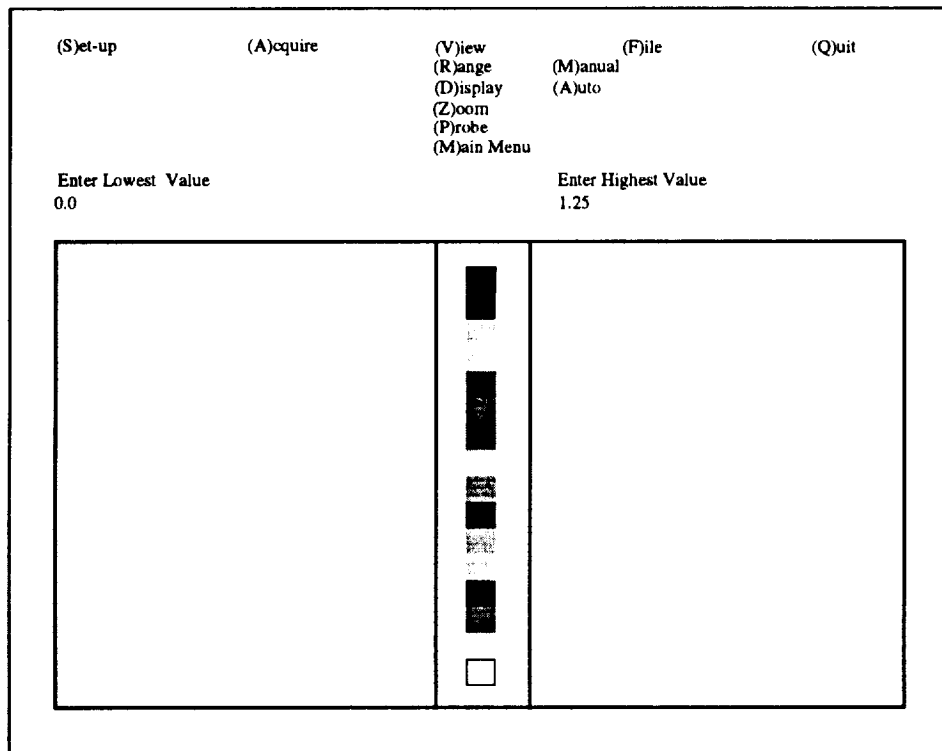 (S)et-up (A)cquire (V)iew (F)ile (Q)uit
(R)ange (M)anual
(D)isplay (A)uto
(Z)oom
(P)robe
(M)ain Menu
Enter Lowest Value Enter Highest Value
0.0 1.25